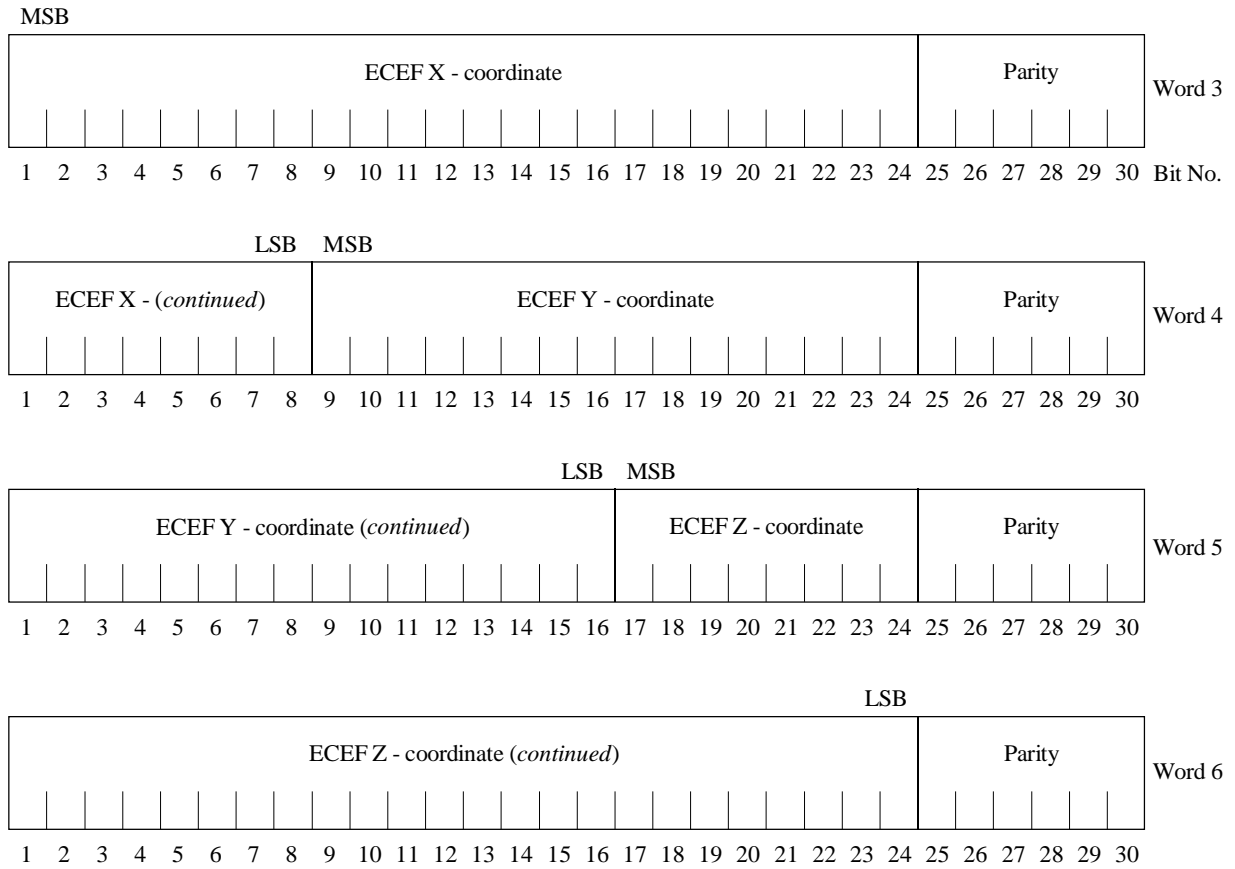 MSB
ECEF X - coordinate Parity
Word 3
1 2 3 4 5 6 7 8 9 10 11 12 13 14 15 16 17 18 19 20 21 22 23 24 25 26 27 28 29 30 Bit No.
LSB MSB
ECEF X - (continued) ECEF Y - coordinate Parity
Word 4
1 2 3 4 5 6 7 8 9 10 11 12 13 14 15 16 17 18 19 20 21 22 23 24 25 26 27 28 29 30
LSB MSB
ECEF Y - coordinate (continued) ECEF Z - coordinate Parity
Word 5
1 2 3 4 5 6 7 8 9 10 11 12 13 14 15 16 17 18 19 20 21 22 23 24 25 26 27 28 29 30
LSB
ECEF Z - coordinate (continued) Parity
Word 6
1 2 3 4 5 6 7 8 9 10 11 12 13 14 15 16 17 18 19 20 21 22 23 24 25 26 27 28 29 30